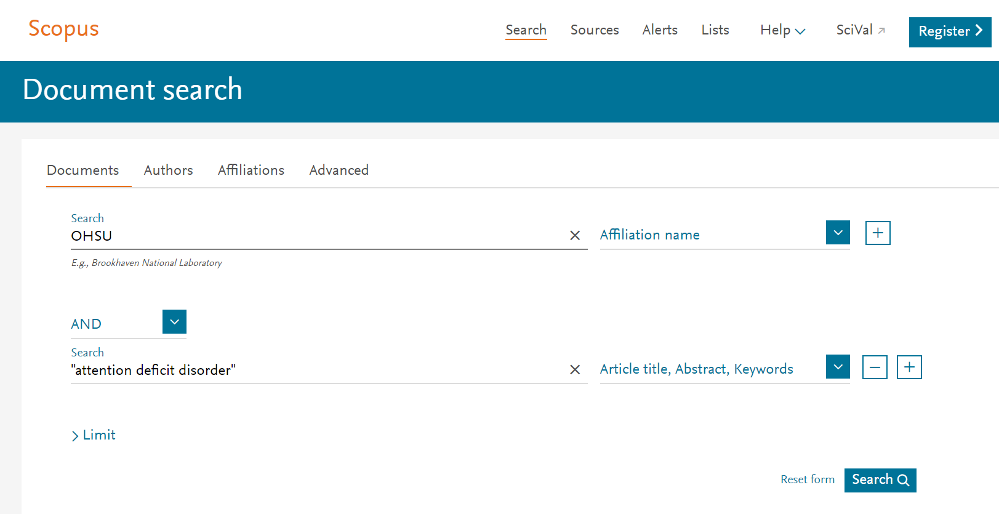 Scopus
Search Sources Alerts Lists Help SciVal Register
Document search
Documents Authors Affiliations Advanced
Search
OHSU
Affiliation name
E.g., Brookhaven National Laboratory
AND
Search
"attention deficit disorder"
Article title, Abstract, Keywords
Limit
Reset form Search